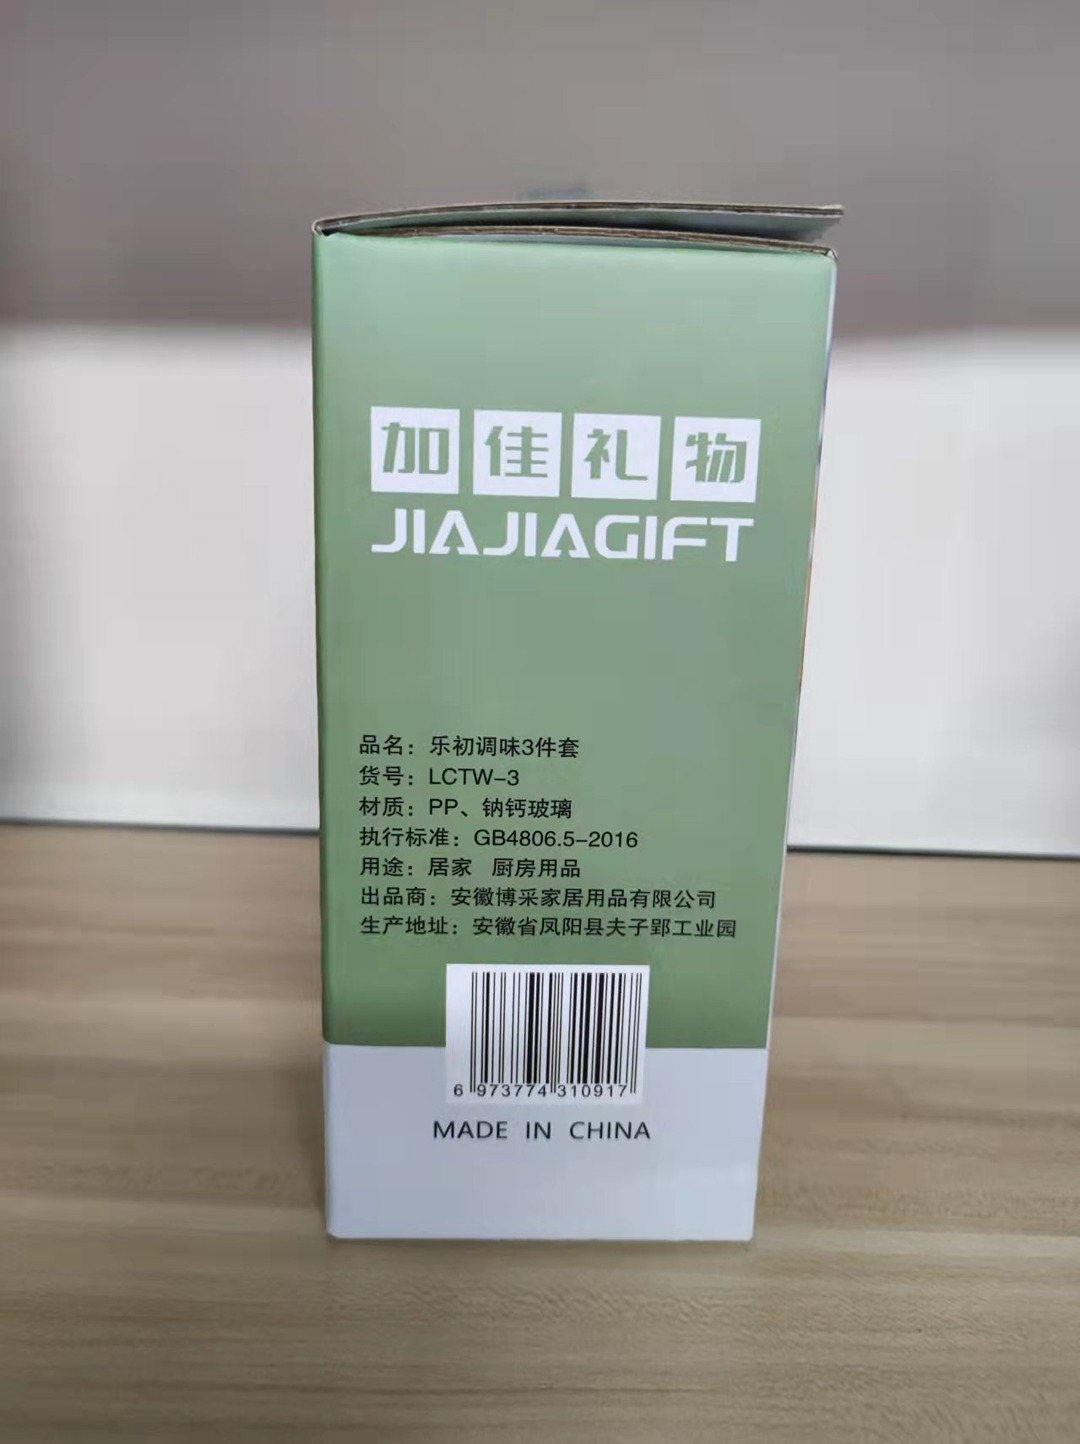 加佳礼物
JIAJIAGIFT
品名：乐初调味3件套
货号：LCTW-3
材质：PP、钠钙玻璃
执行标准：GB4806.5-2016
用途：居家 厨房用品
出品商：安徽博采家居用品有限公司
生产地址：安徽省凤阳县夫子郢工业园
6 973774 310917
MADE IN CHINA